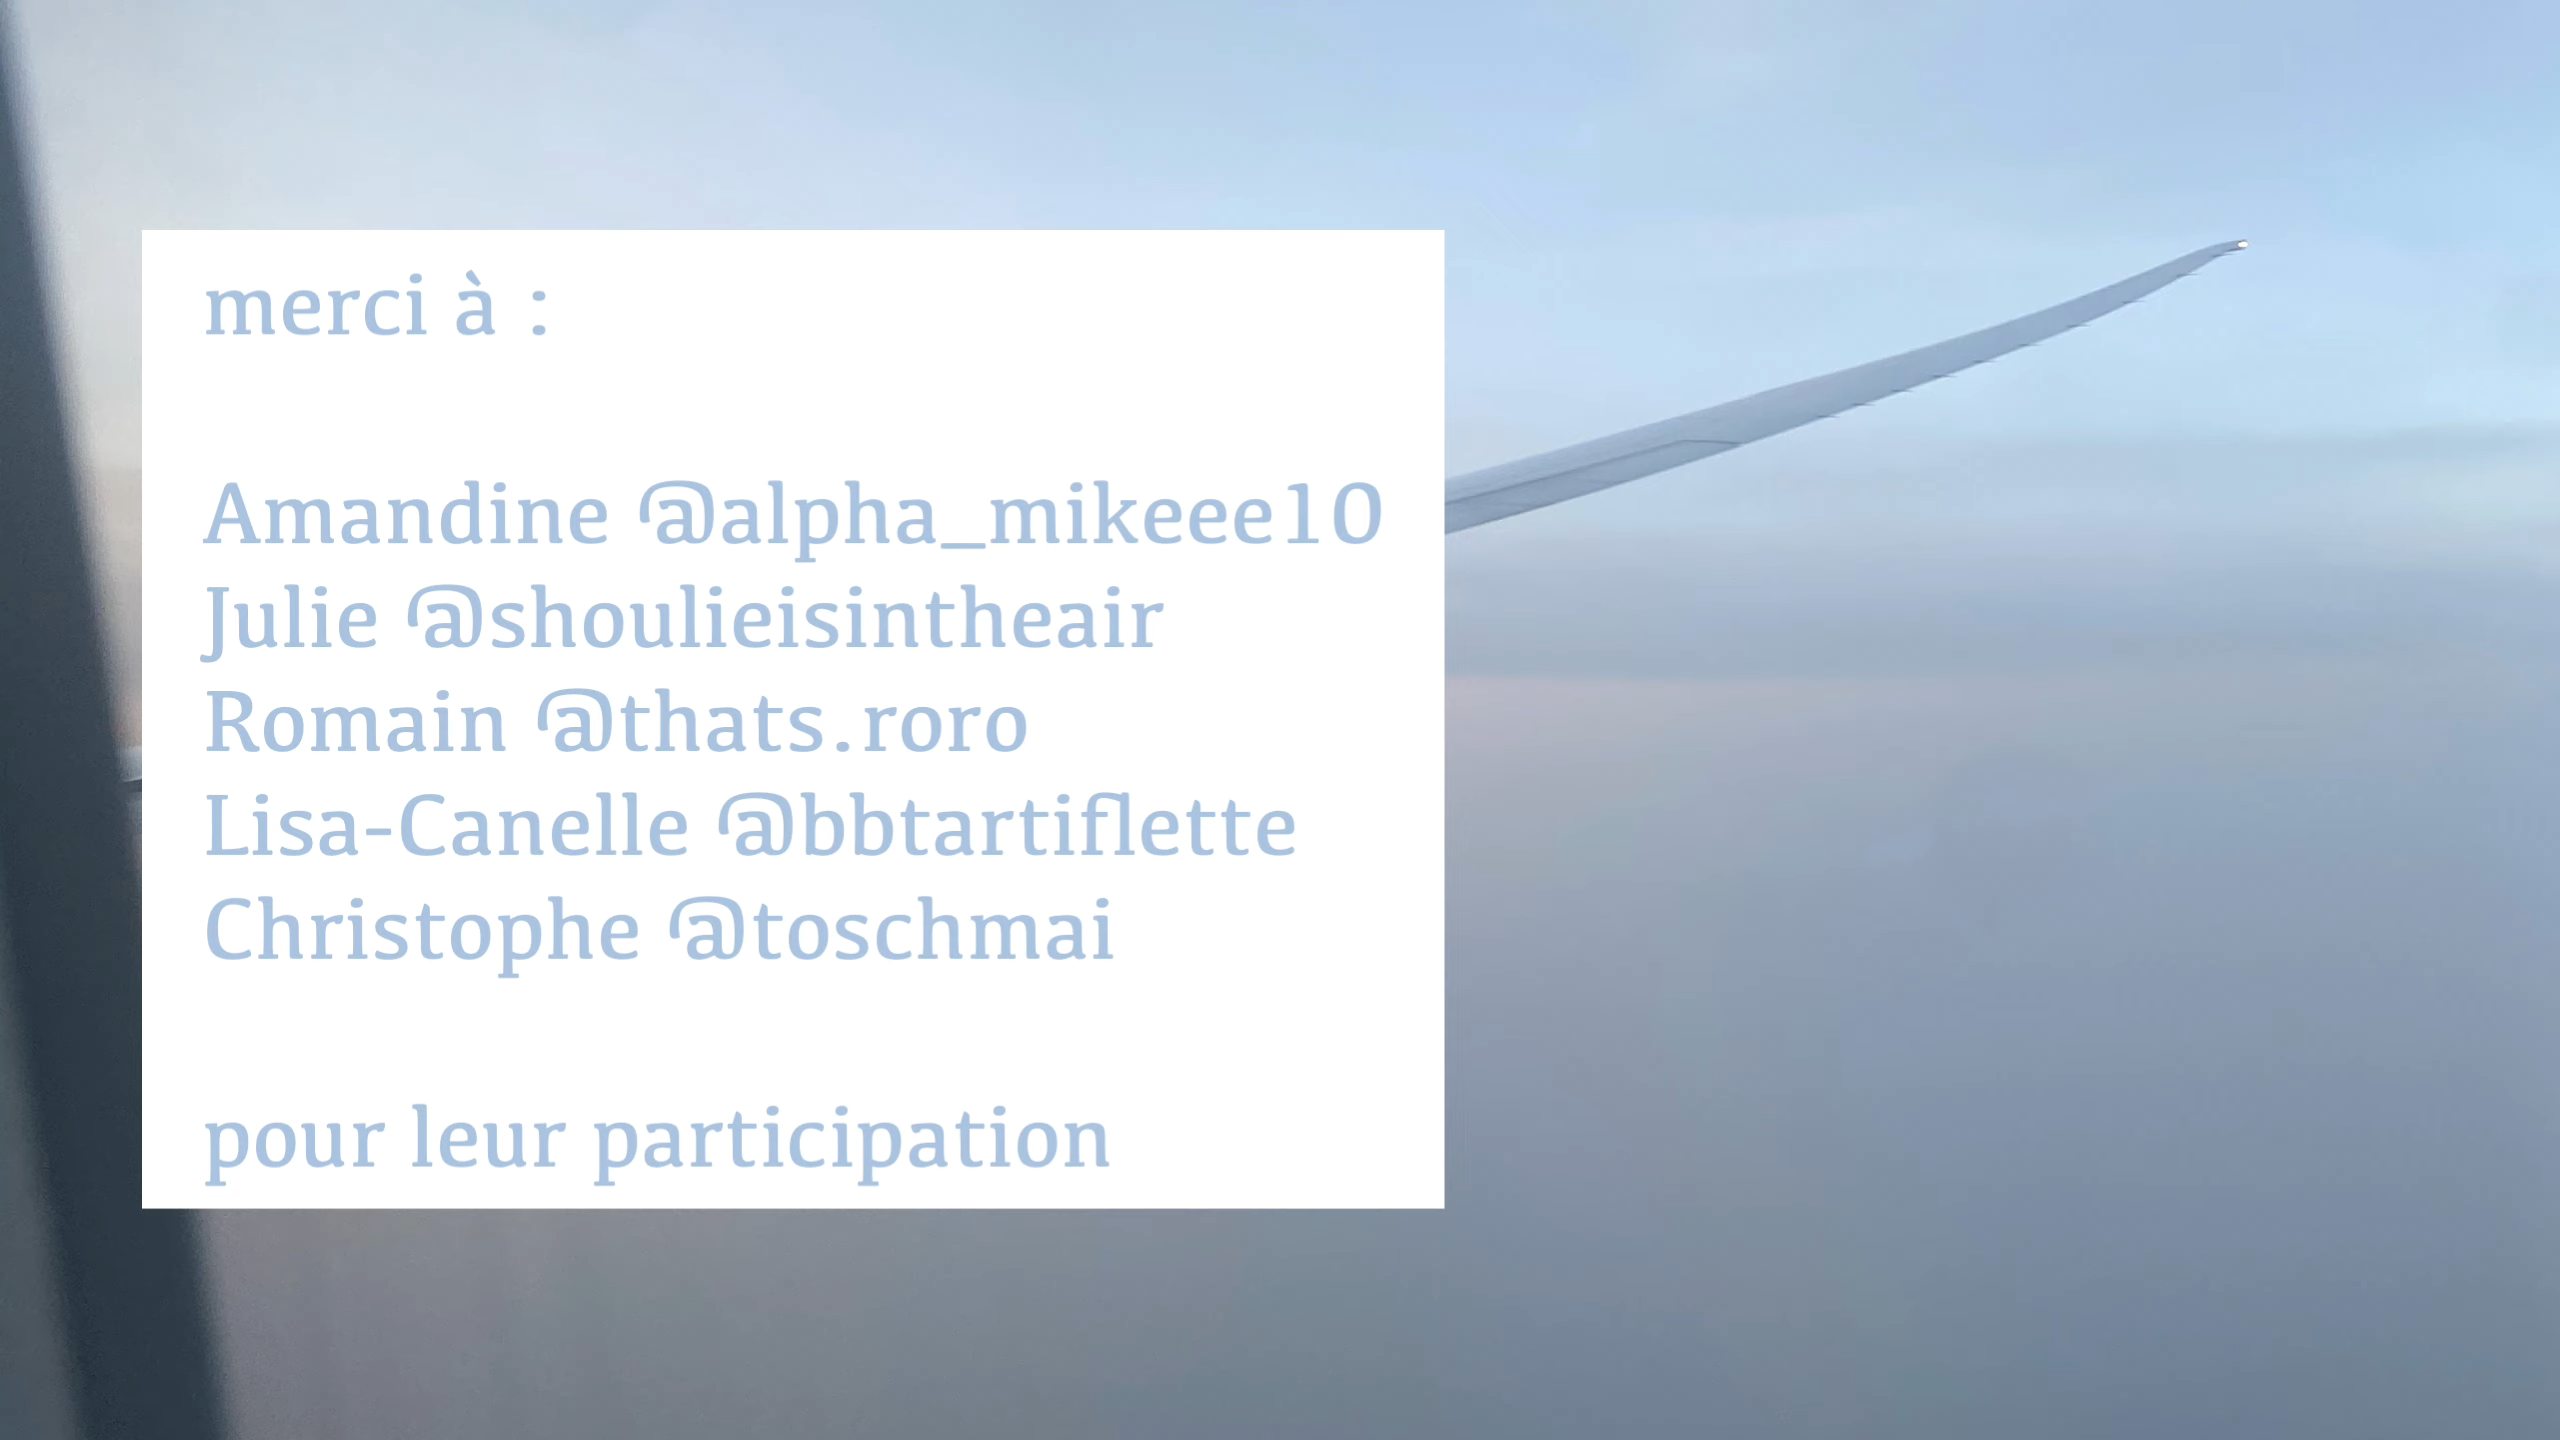 merci à :
Amandine @alpha_mikeee10
Julie @shoulieisintheair
Romain @thats.roro
Lisa-Canelle @bbtartiflette
Christophe @toschmai
pour leur participation